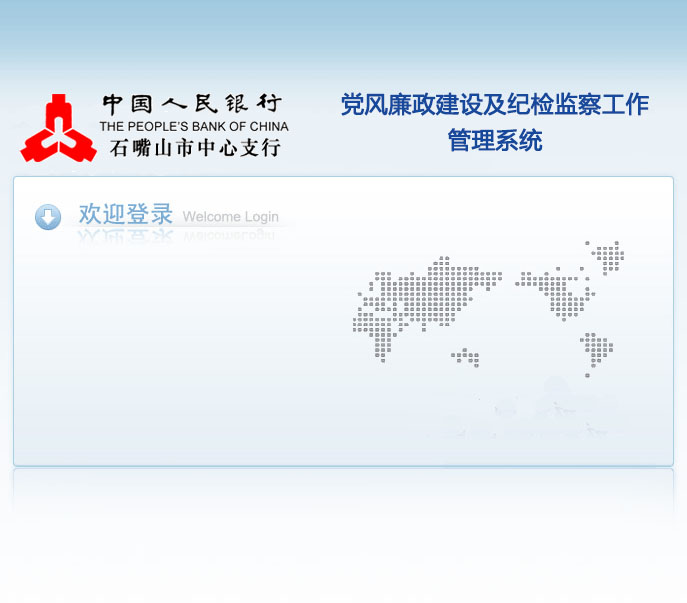 中国人民银行
THE PEOPLE'S BANK OF CHINA
石嘴山市中心支行
党风廉政建设及纪检监察工作
管理系统
欢迎登录 Welcome Login